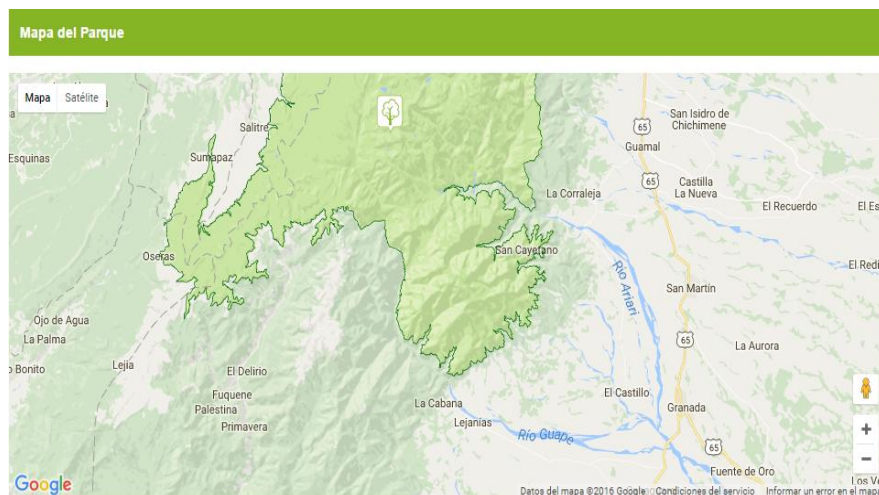 Mapa del Parque
Mapa Satélite
Salitre
65
San Isidro de
Chichimene
Guamal
Esquinas
Sumapaz
65
Castilla
La Nueva
La Corraleja
El Recuerdo
Oseras
San Cayetano
Río Ariari
San Martín
Ojo de Agua
La Palma
65
La Aurora
Bonito
Lejia
El Delirio
Fuquene
Palestina
Primavera
El Castillo
La Cabana
Granada
Lejanias
Río Guape
65
+
−
Fuente de Oro
Google
Datos del mapa ©2016 Google
Condiciones del servicio
Informar un error en el mapa